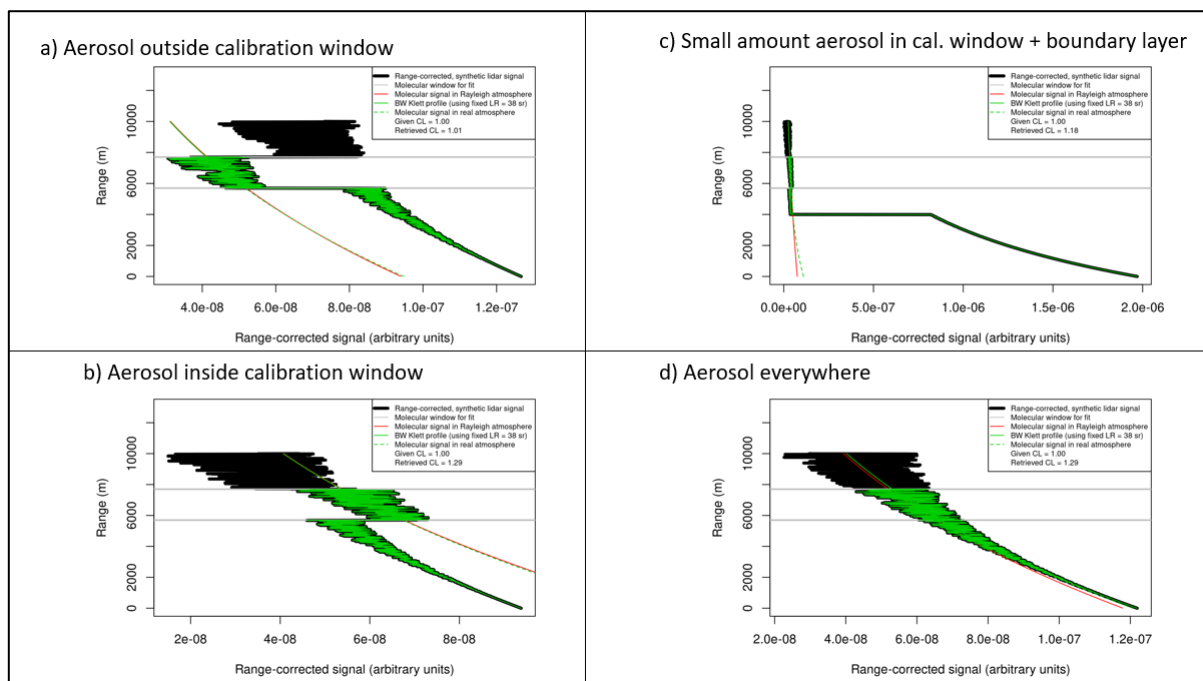 a) Aerosol outside calibration window
Range-corrected, synthetic lidar signal
Molecular window for fit
Molecular signal in Rayleigh atmosphere
BW Klett profile (using fixed LR = 38 sr)
Molecular signal in real atmosphere
Given CL = 1.00
Retrieved CL = 1.01
Range (m)
10000
6000
4000
2000
0
4.0e-08
6.0e-08
8.0e-08
1.0e-07
1.2e-07
Range-corrected signal (arbitrary units)
c) Small amount aerosol in cal. window + boundary layer
Range-corrected, synthetic lidar signal
Molecular window for fit
Molecular signal in Rayleigh atmosphere
BW Klett profile (using fixed LR = 38 sr)
Molecular signal in real atmosphere
Given CL = 1.00
Retrieved CL = 1.18
Range (m)
10000
6000
4000
2000
0
0.0e+00
5.0e-07
1.0e-06
1.5e-06
2.0e-06
Range-corrected signal (arbitrary units)
b) Aerosol inside calibration window
Range-corrected, synthetic lidar signal
Molecular window for fit
Molecular signal in Rayleigh atmosphere
BW Klett profile (using fixed LR = 38 sr)
Molecular signal in real atmosphere
Given CL = 1.00
Retrieved CL = 1.29
Range (m)
10000
6000
4000
2000
0
2e-08
4e-08
6e-08
8e-08
Range-corrected signal (arbitrary units)
d) Aerosol everywhere
Range-corrected, synthetic lidar signal
Molecular window for fit
Molecular signal in Rayleigh atmosphere
BW Klett profile (using fixed LR = 38 sr)
Molecular signal in real atmosphere
Given CL = 1.00
Retrieved CL = 1.29
Range (m)
10000
6000
4000
2000
0
2.0e-08
4.0e-08
6.0e-08
8.0e-08
1.0e-07
1.2e-07
Range-corrected signal (arbitrary units)